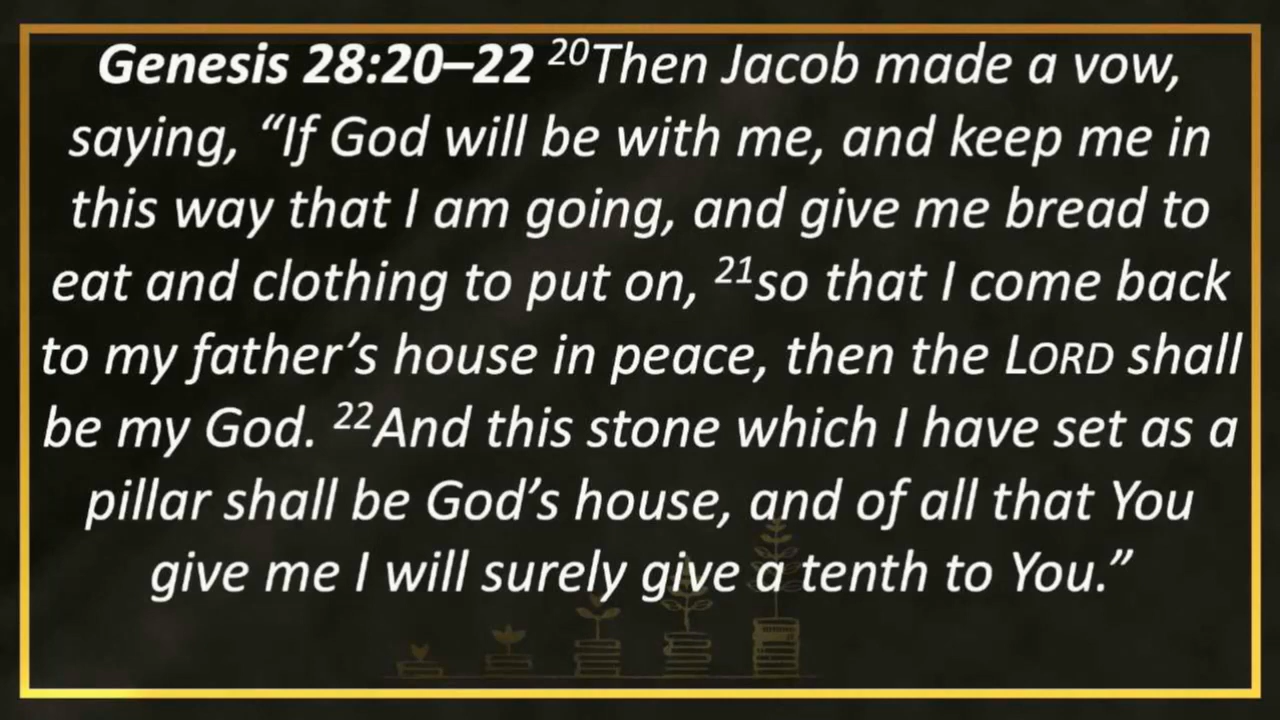 Genesis 28:20–22 ²⁰Then Jacob made a vow,
saying, “If God will be with me, and keep me in
this way that I am going, and give me bread to
eat and clothing to put on, ²¹so that I come back
to my father’s house in peace, then the LORD shall
be my God. ²²And this stone which I have set as a
pillar shall be God’s house, and of all that You
give me I will surely give a tenth to You.”